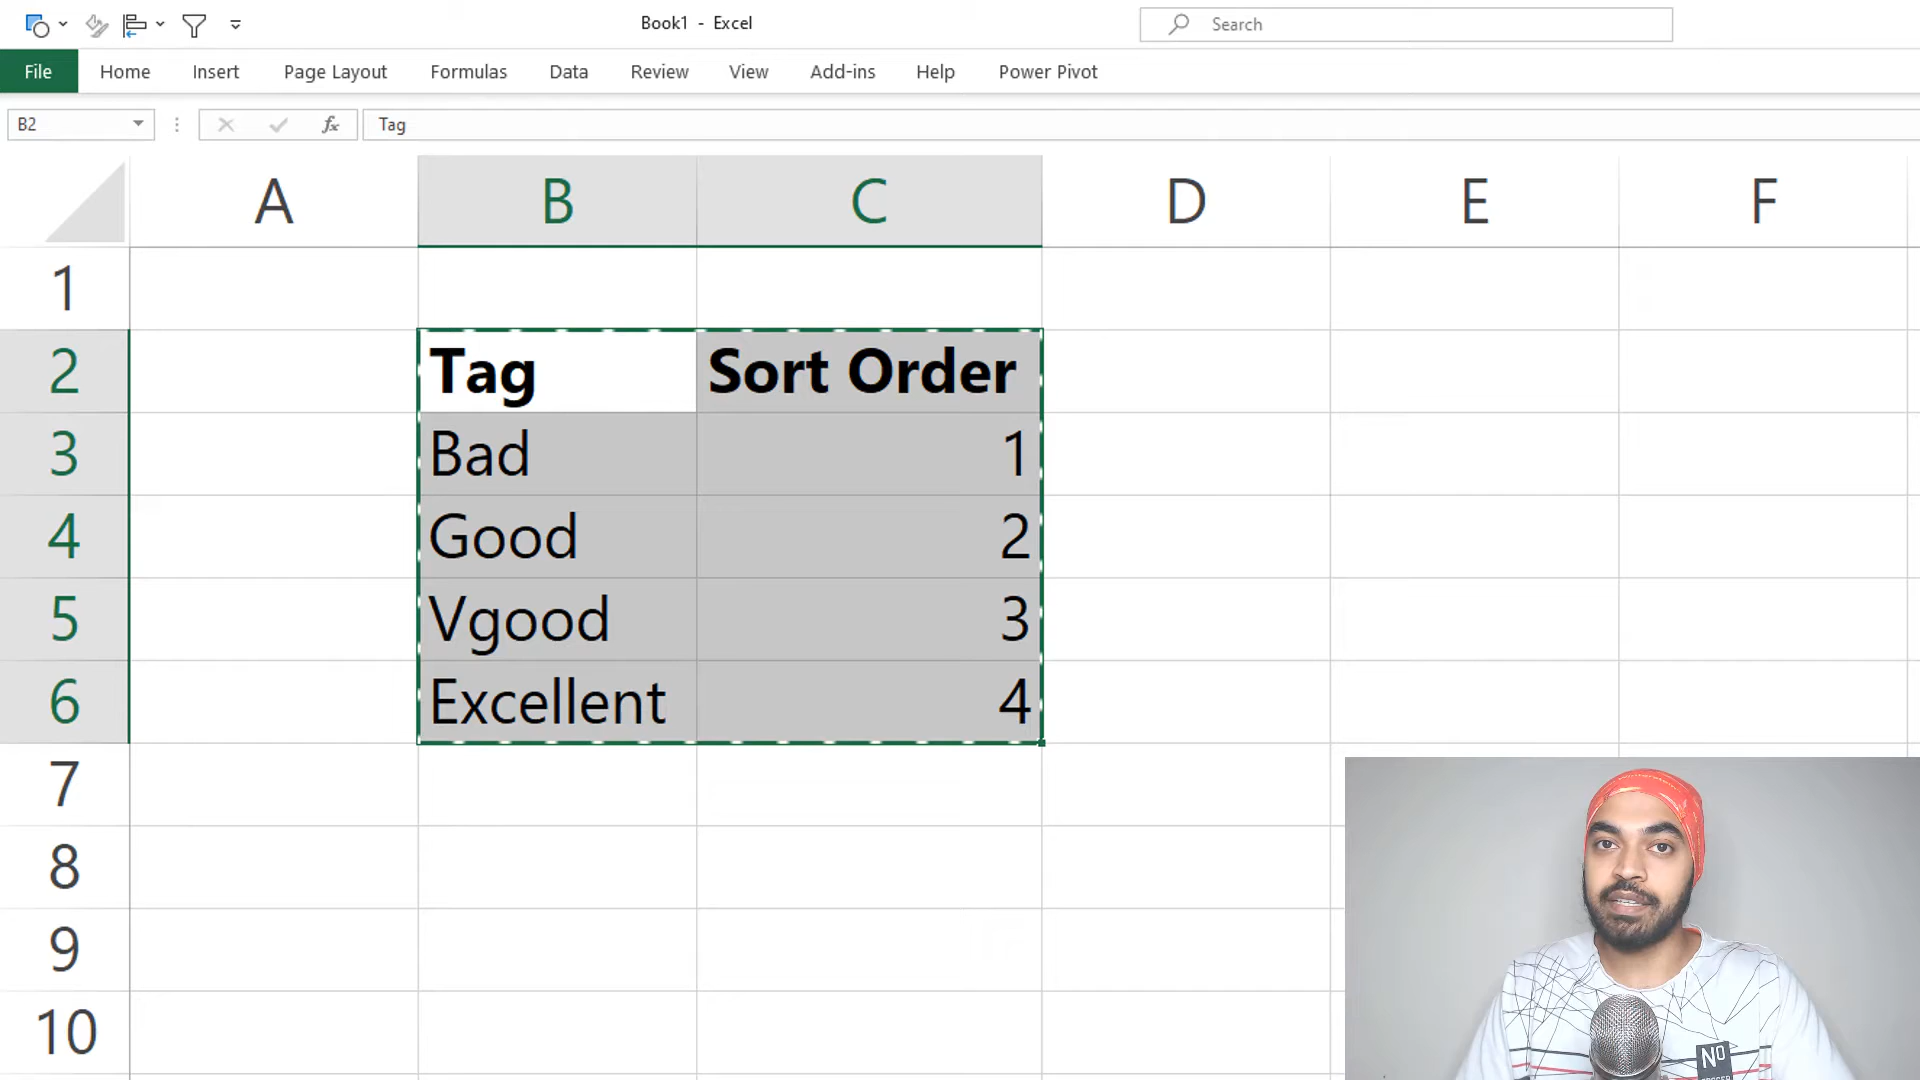 Book1 - Excel
Search
File Home Insert Page Layout Formulas Data Review View Add-ins Help Power Pivot
B2 fx Tag
A B C D E F
1
2 Tag Sort Order
3 Bad 1
4 Good 2
5 Vgood 3
6 Excellent 4
7
8
9
10
NO